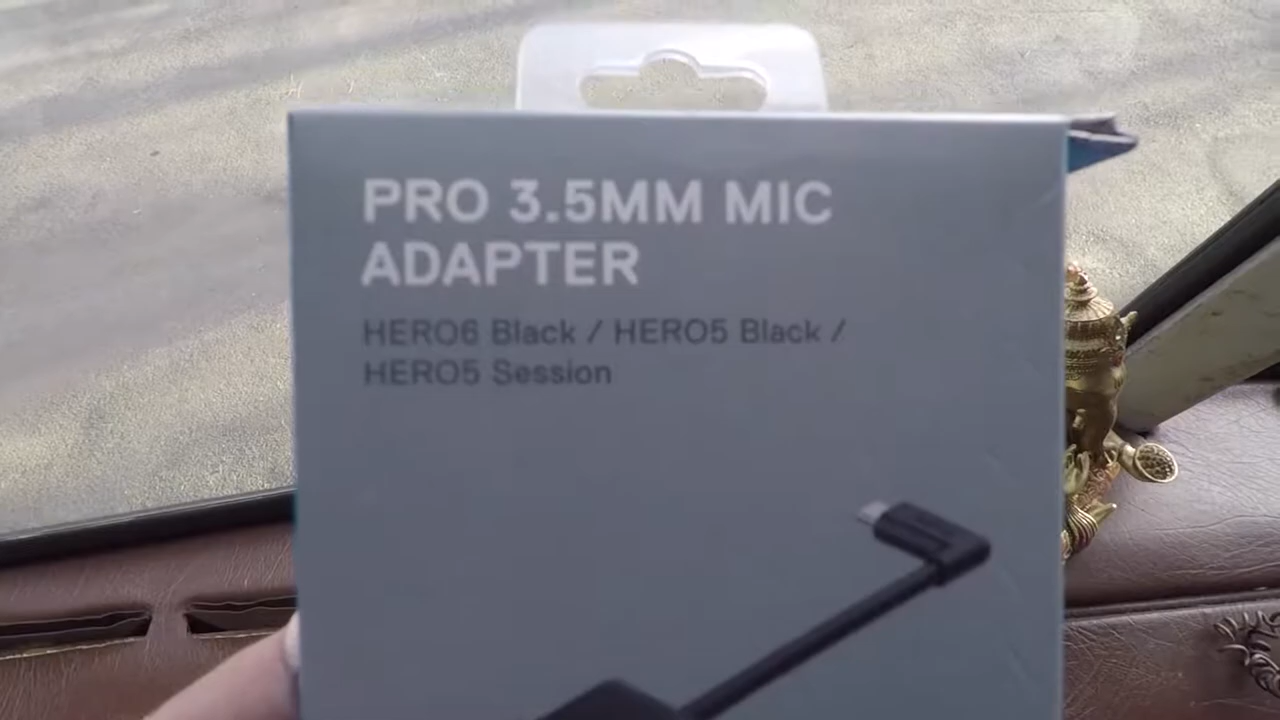 PRO 3.5MM MIC
ADAPTER
HERO6 Black / HERO5 Black /
HERO5 Session